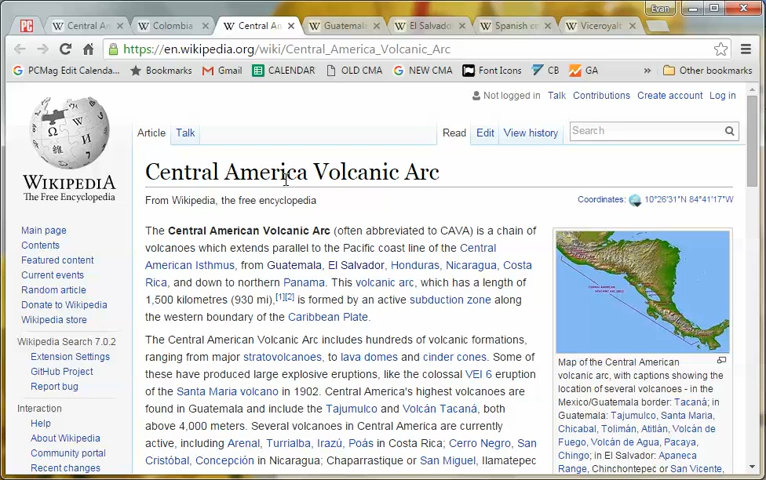 Evan
PC
Central Am
Colombia
Central Am
Guatemala
El Salvador
Spanish co
Viceroyalt
https://en.wikipedia.org/wiki/Central_America_Volcanic_Arc
PCMag Edit Calenda...
Bookmarks
Gmail
CALENDAR
OLD CMA
NEW CMA
Font Icons
CB
GA
»
Other bookmarks
Not logged in Talk Contributions Create account Log in
Article Talk Read Edit View history Search
WIKIPEDIA
The Free Encyclopedia
Main page
Contents
Featured content
Current events
Random article
Donate to Wikipedia
Wikipedia store
Wikipedia Search 7.0.2
Extension Settings
GitHub Project
Report bug
Interaction
Help
About Wikipedia
Community portal
Recent changes
Central America Volcanic Arc
From Wikipedia, the free encyclopedia
Coordinates: 10°26′31″N 84°41′17″W
The Central American Volcanic Arc (often abbreviated to CAVA) is a chain of
volcanoes which extends parallel to the Pacific coast line of the Central
American Isthmus, from Guatemala, El Salvador, Honduras, Nicaragua, Costa
Rica, and down to northern Panama. This volcanic arc, which has a length of
1,500 kilometres (930 mi),[1][2] is formed by an active subduction zone along
the western boundary of the Caribbean Plate.
The Central American Volcanic Arc includes hundreds of volcanic formations,
ranging from major stratovolcanoes, to lava domes and cinder cones. Some of
these have produced large explosive eruptions, like the colossal VEI 6 eruption
of the Santa Maria volcano in 1902. Central America's highest volcanoes are
found in Guatemala and include the Tajumulco and Volcán Tacaná, both
above 4,000 meters. Several volcanoes in Central America are currently
active, including Arenal, Turrialba, Irazú, Poás in Costa Rica; Cerro Negro, San
Cristóbal, Concepción in Nicaragua; Chaparrastique or San Miguel, Ilamatepec
Map of the Central American
volcanic arc, with captions showing the
location of several volcanoes - in the
Mexico/Guatemala border: Tacaná; in
Guatemala: Tajumulco, Santa María,
Chicabal, Tolimán, Atitlán, Volcán de
Fuego, Volcán de Agua, Pacaya,
Chingo; in El Salvador: Apaneca
Range, Chinchontepec or San Vicente,